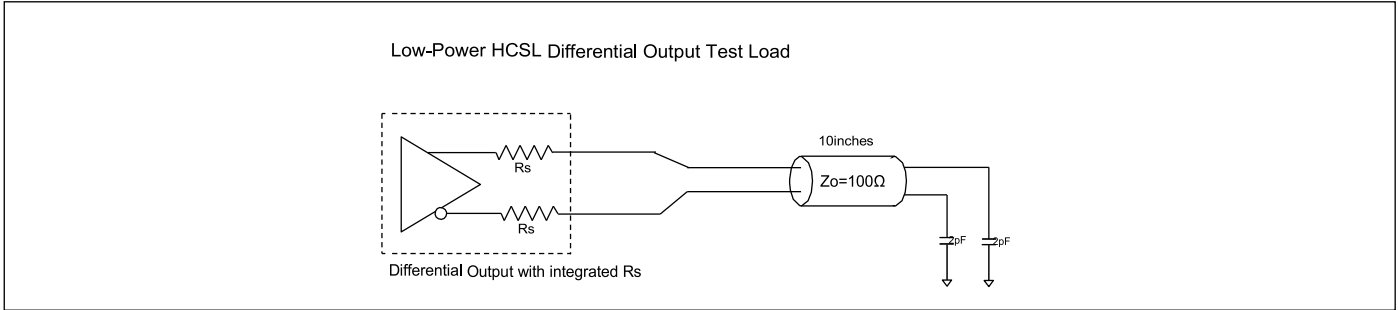 Low-Power HCSL Differential Output Test Load
10inches
Rs
Zo=100Ω
Rs
2pF
2pF
Differential Output with integrated Rs